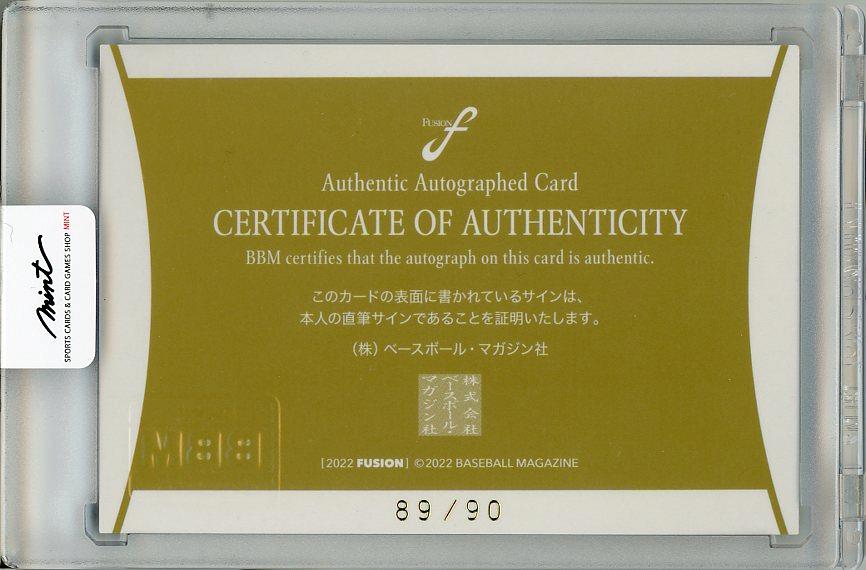 FUSION f
Authentic Autographed Card
CERTIFICATE OF AUTHENTICITY
BBM certifies that the autograph on this card is authentic.
このカードの表面に書かれているサインは、
本人の直筆サインであることを証明いたします。
(株)ベースボール・マガジン社
株式会社
ベースボール・
マガジン社
[2022 FUSION] ©2022 BASEBALL MAGAZINE
89/90
mint
SPORTS CARDS & CARD GAMES SHOP MINT
BBM